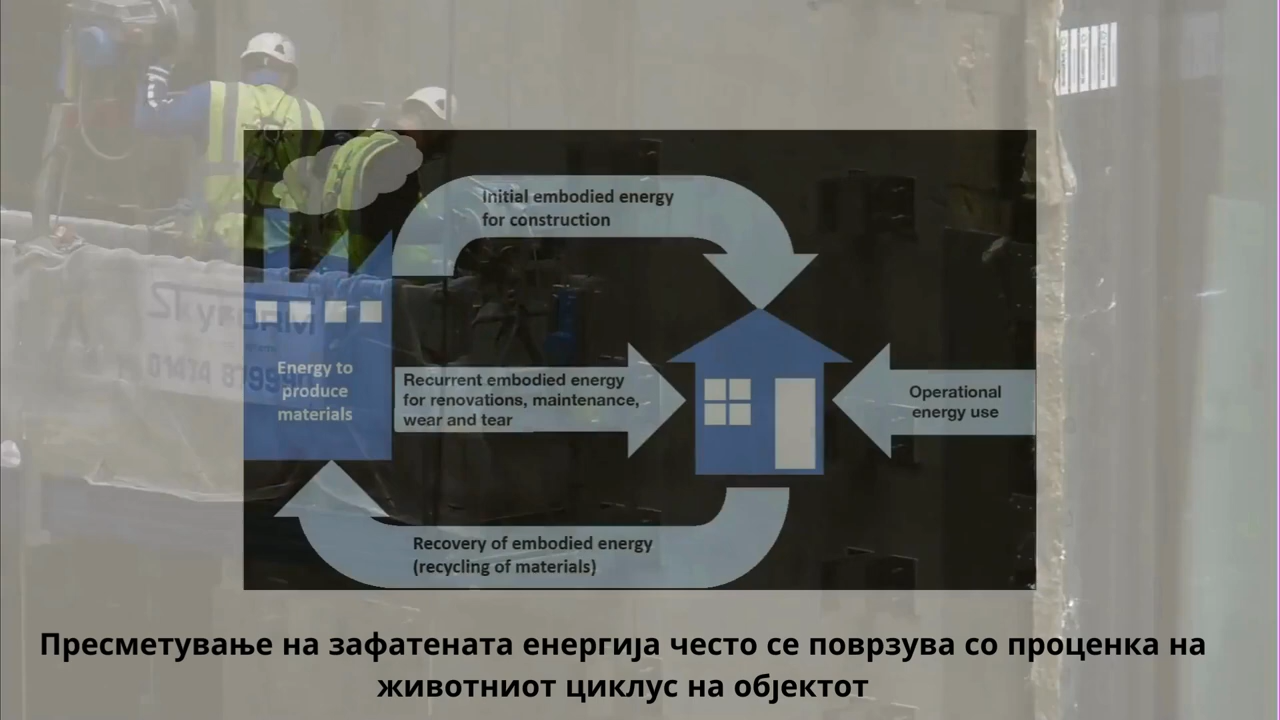 Initial embodied energy
for construction
SkyFORM
Energy to
produce
materials
Recurrent embodied energy
for renovations, maintenance,
wear and tear
Operational
energy use
Recovery of embodied energy
(recycling of materials)
Пресметување на зафатената енергија често се поврзува со проценка на
животниот циклус на објектот